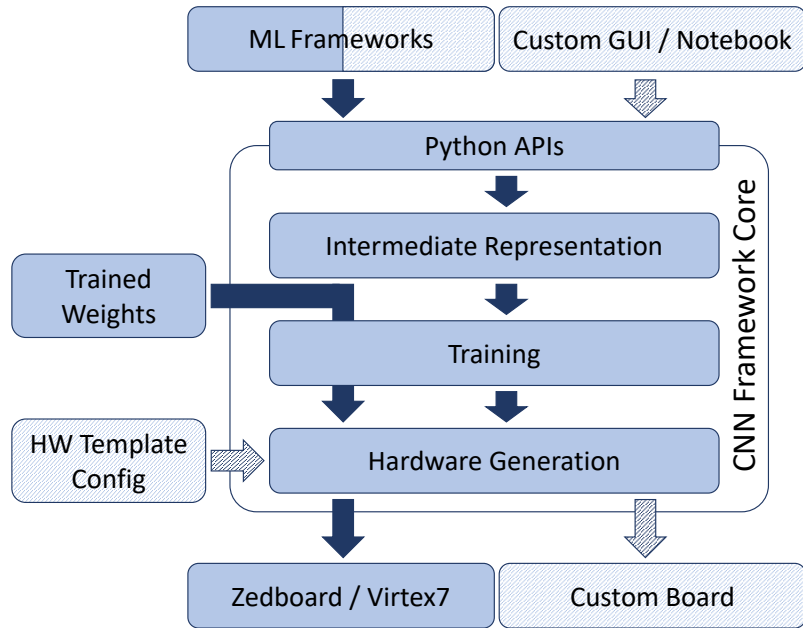 ML Frameworks
Custom GUI / Notebook
Python APIs
Intermediate Representation
Trained
Weights
Training
HW Template
Config
Hardware Generation
CNN Framework Core
Zedboard / Virtex7
Custom Board